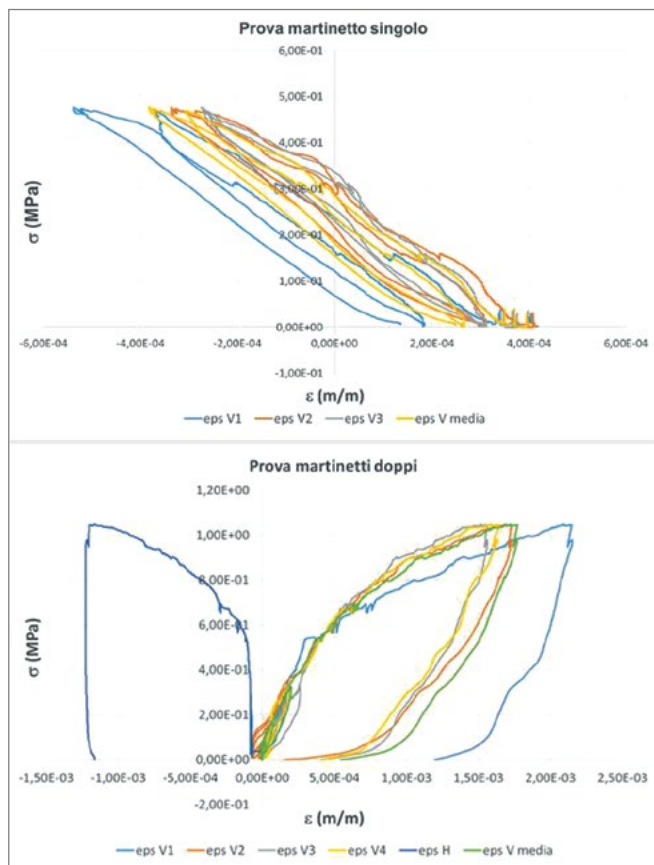 Prova martinetto singolo
6,00E-01
5,00E-01
4,00E-01
3,00E-01
2,00E-01
1,00E-01
0,00E+00
-6,00E-04 -4,00E-04 -2,00E-04 0,00E+00 2,00E-04 4,00E-04 6,00E-04
-1,00E-01
σ (MPa)
ε (m/m)
eps V1 eps V2 eps V3 eps V media
Prova martinetti doppi
1,20E+00
1,00E+00
8,00E-01
6,00E-01
4,00E-01
2,00E-01
0,00E+00
-1,50E-03 -1,00E-03 -5,00E-04 0,00E+00 5,00E-04 1,00E-03 1,50E-03 2,00E-03 2,50E-03
-2,00E-01
σ (MPa)
ε (m/m)
eps V1 eps V2 eps V3 eps V4 eps H eps V media